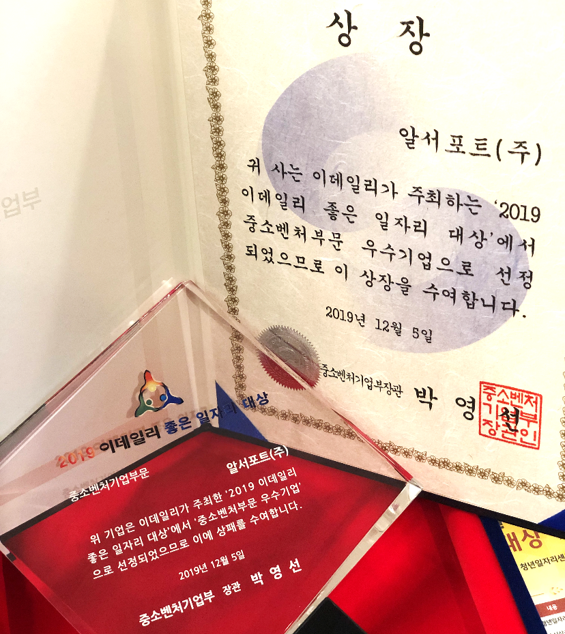 상 장
알서포트(주)
귀 사는 이데일리가 주최하는 '2019
이데일리 좋은 일자리 대상'에서
중소벤처부문 우수기업으로 선정
되었으므로 이 상장을 수여합니다.
2019년 12월 5일
중소벤처기업부장관 박 영 선
중소벤처
기업부
장관인
업부
2019 이데일리 좋은 일자리 대상
중소벤처기업부문
알서포트(주)
위 기업은 이데일리가 주최한 '2019 이데일리
좋은 일자리 대상'에서 '중소벤처부문 우수기업'
으로 선정되었으므로 이에 상패를 수여합니다.
2019년 12월 5일
중소벤처기업부 장관 박 영 선
대상
청년일자리센
내용